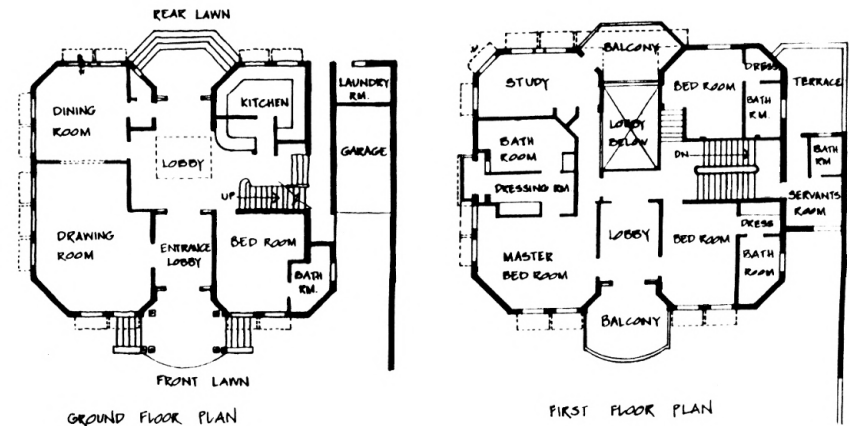 REAR LAWN
LAUNDRY
RM.
KITCHEN
DINING
ROOM
GARAGE
LOBBY
UP
DRAWING
ROOM
ENTRANCE
LOBBY
BED ROOM
BATH
RM.
FRONT LAWN
GROUND FLOOR PLAN
BALCONY
DRESS
STUDY
BED ROOM
TERRACE
BATH
RM.
LOBBY
BELOW
BATH
ROOM
DN
BATH
RM
DRESSING RM
SERVANTS
ROOM
DRESS
LOBBY
BED ROOM
MASTER
BED ROOM
BATH
ROOM
BALCONY
FIRST FLOOR PLAN